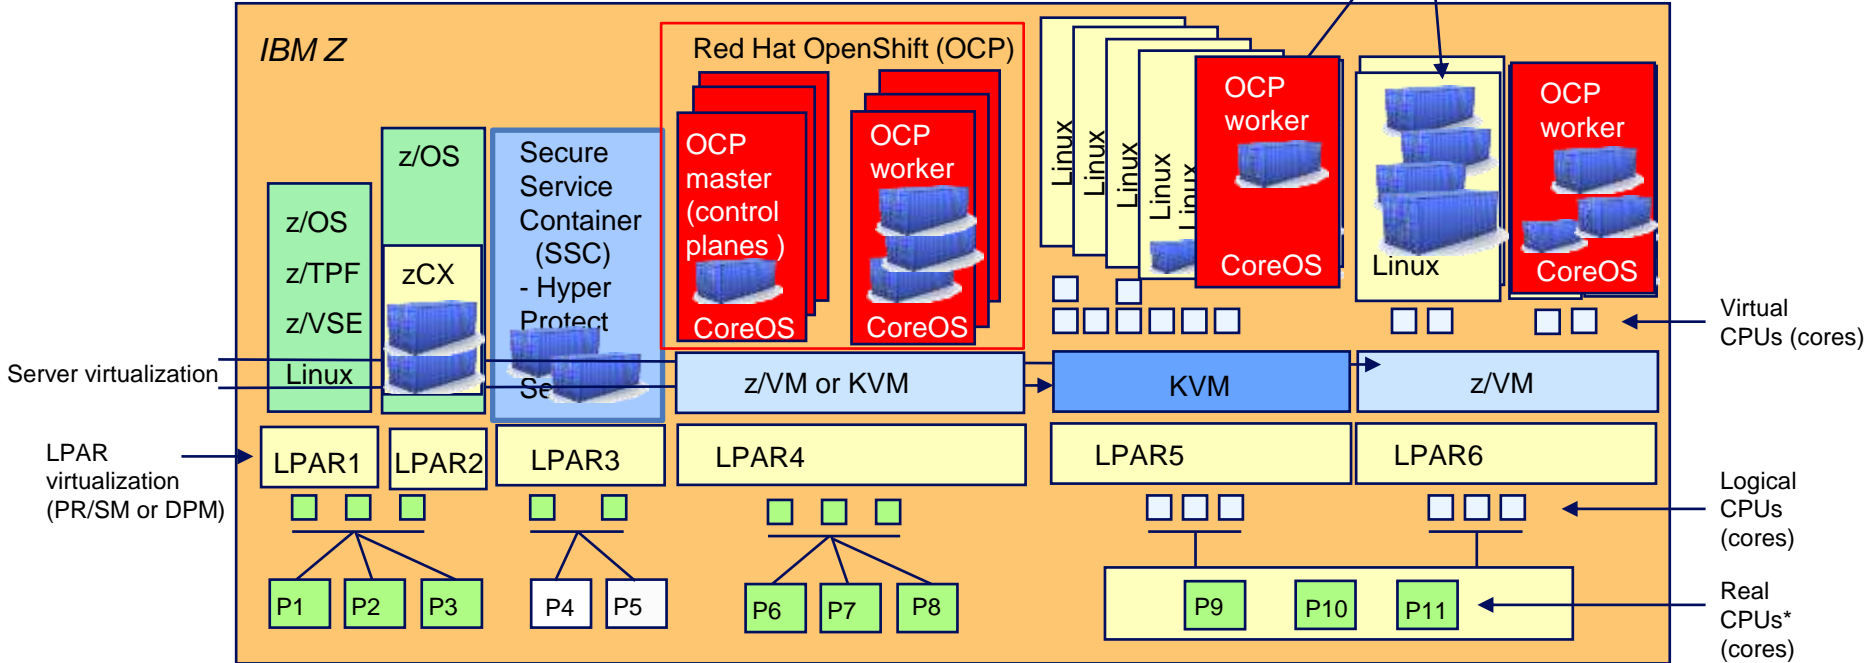 IBM Z
Red Hat OpenShift (OCP)
z/OS
z/TPF
z/VSE
Linux
z/OS
zCX
Secure
Service
Container
(SSC)
- Hyper
Protect
OCP
master
(control
planes )
CoreOS
OCP
worker
CoreOS
Linux
Linux
Linux
Linux
Linux
OCP
worker
CoreOS
Linux
OCP
worker
CoreOS
Virtual
CPUs (cores)
Server virtualization
z/VM or KVM
KVM
z/VM
LPAR
virtualization
(PR/SM or DPM)
LPAR1
LPAR2
LPAR3
LPAR4
LPAR5
LPAR6
Logical
CPUs
(cores)
P1
P2
P3
P4
P5
P6
P7
P8
P9
P10
P11
Real
CPUs*
(cores)